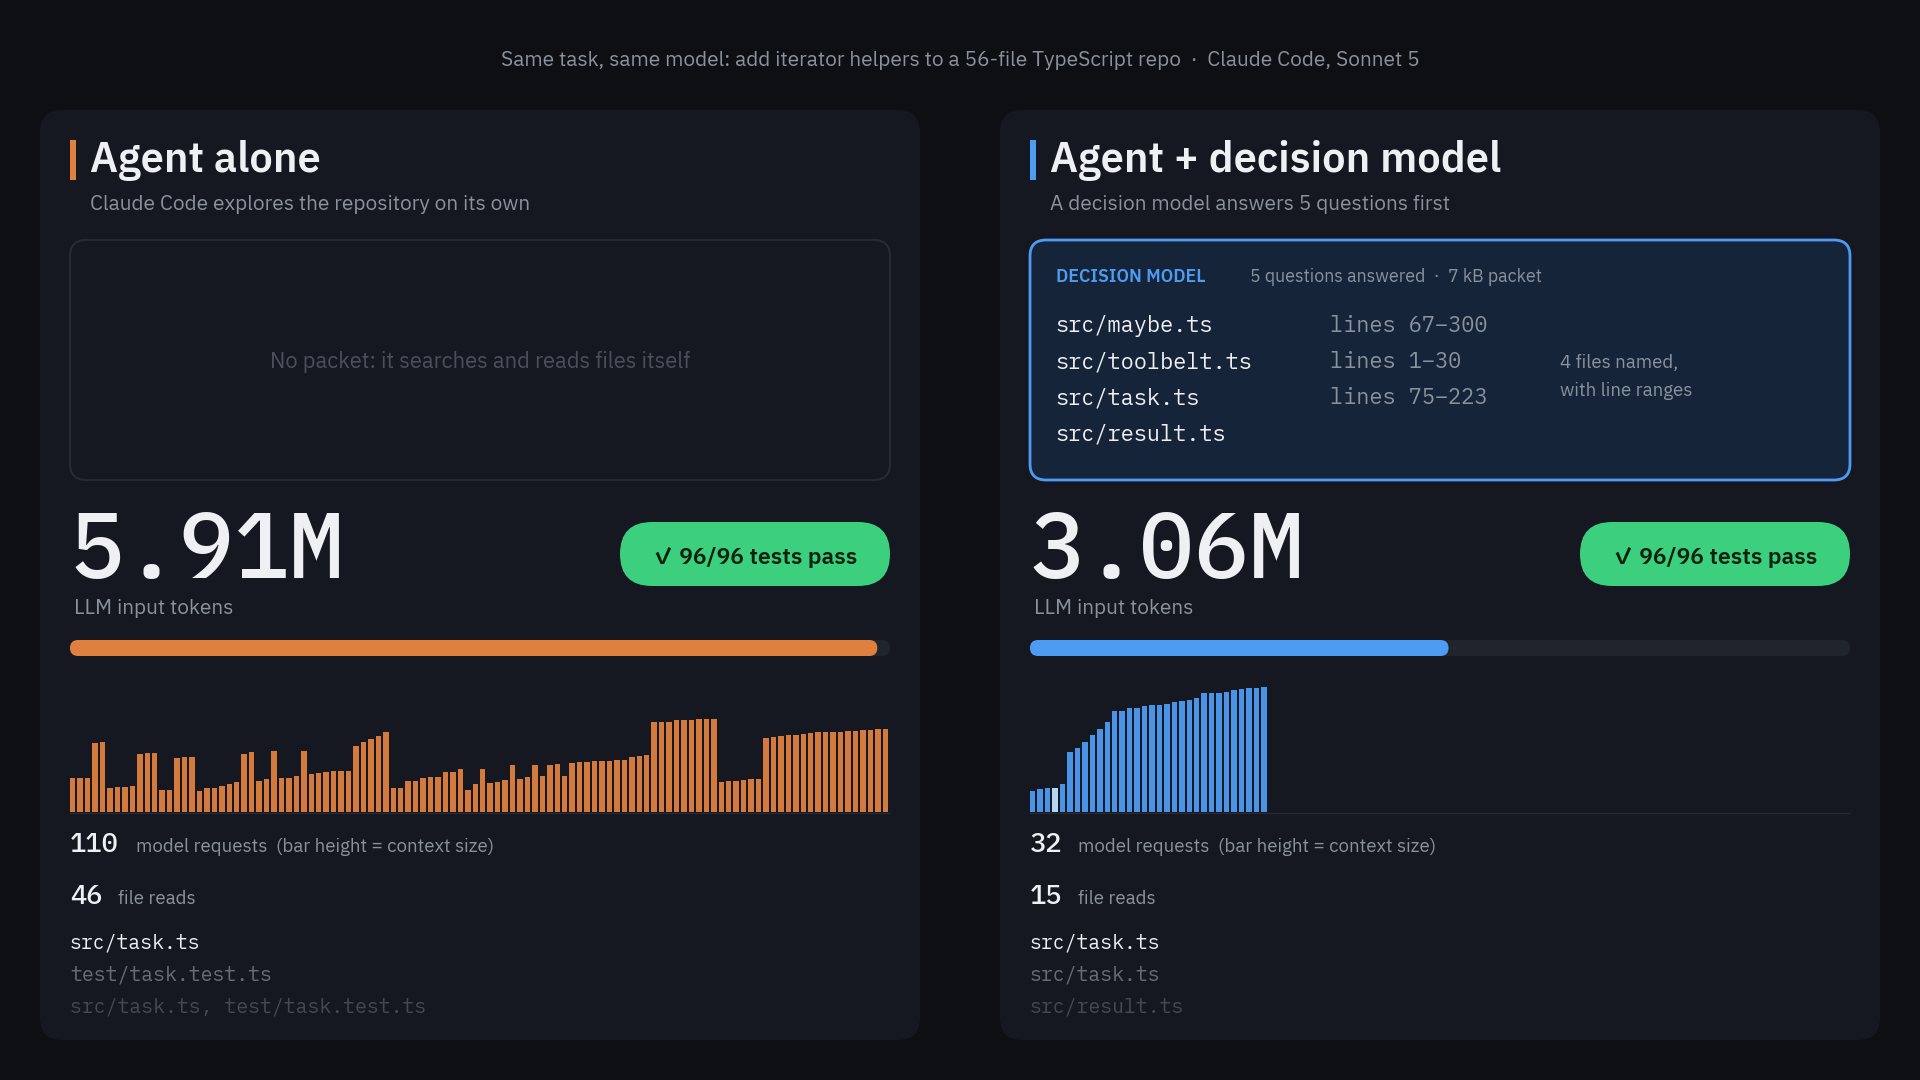 Same task, same model: add iterator helpers to a 56-file TypeScript repo · Claude Code, Sonnet 5
Agent alone
Claude Code explores the repository on its own
No packet: it searches and reads files itself
5.91M
✓ 96/96 tests pass
LLM input tokens
110 model requests (bar height = context size)
46 file reads
src/task.ts
test/task.test.ts
src/task.ts, test/task.test.ts
Agent + decision model
A decision model answers 5 questions first
DECISION MODEL 5 questions answered · 7 kB packet
src/maybe.ts lines 67–300
src/toolbelt.ts lines 1–30
src/task.ts lines 75–223
src/result.ts
4 files named,
with line ranges
3.06M
✓ 96/96 tests pass
LLM input tokens
32 model requests (bar height = context size)
15 file reads
src/task.ts
src/task.ts
src/result.ts